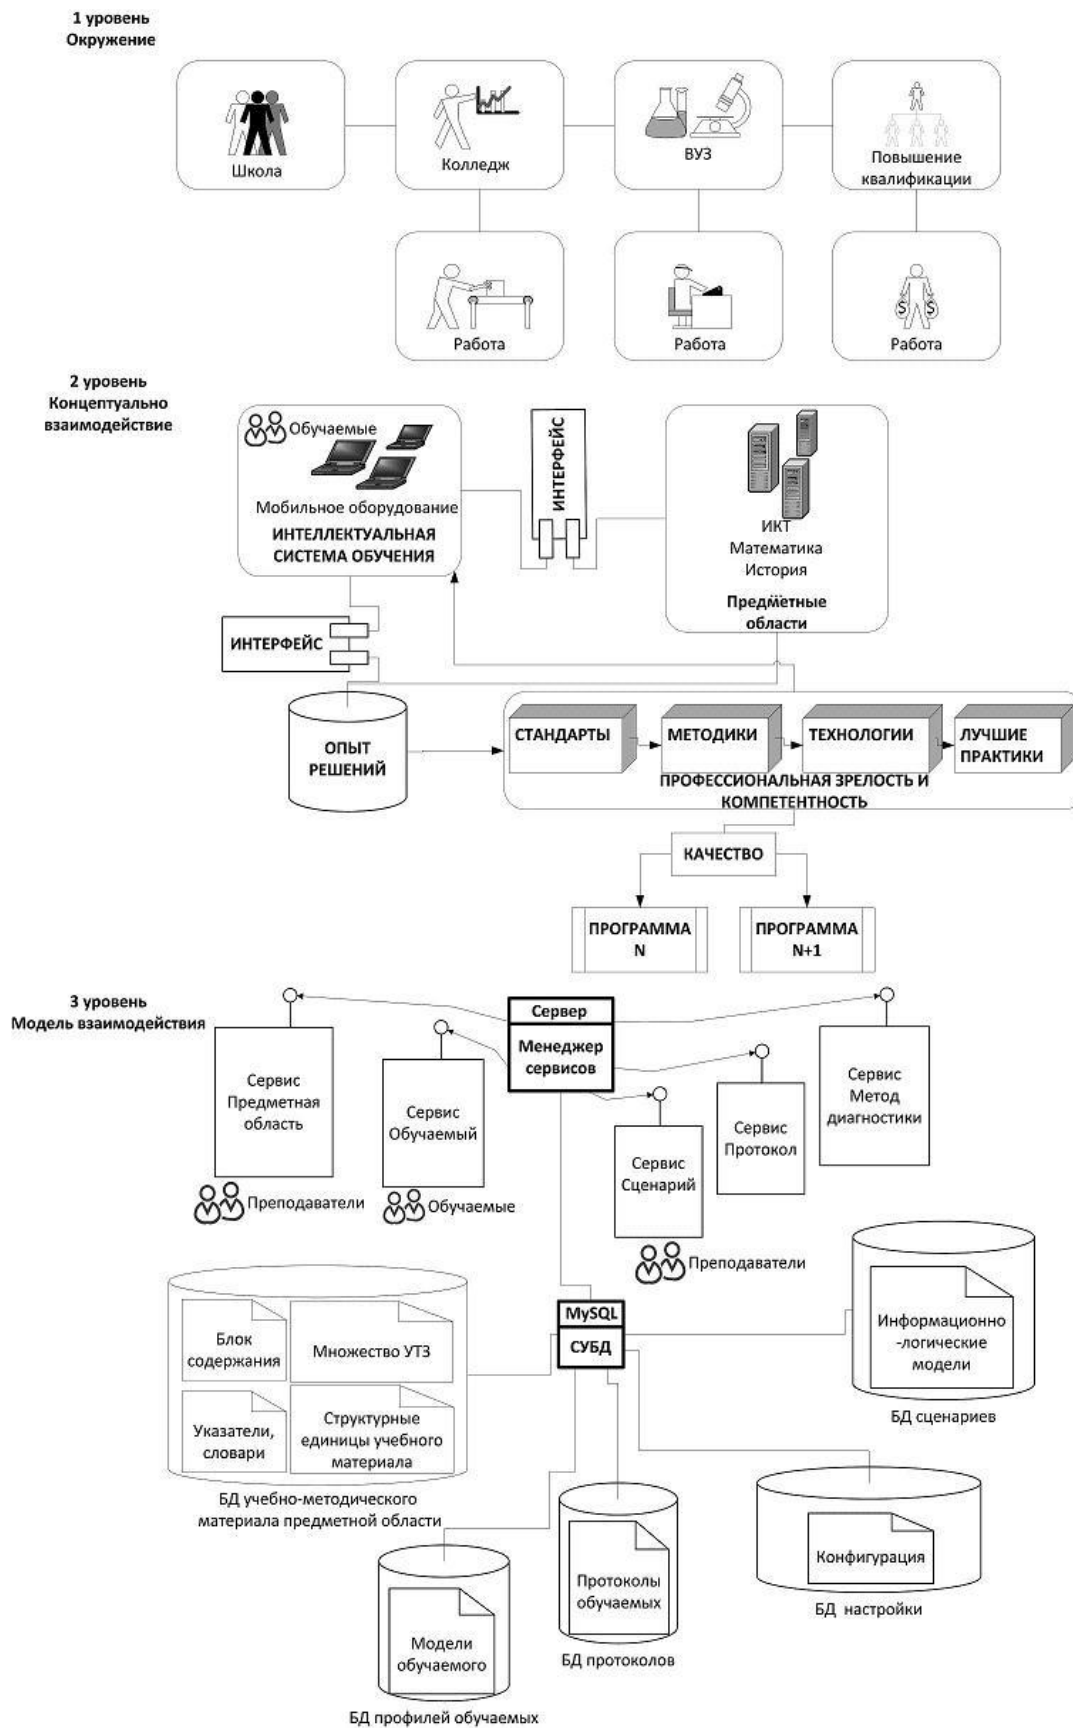 1 уровень
Окружение
Школа
Колледж
ВУЗ
Повышение
квалификации
Работа
Работа
$
$
Работа
2 уровень
Концептуально
взаимодействие
Обучаемые
Мобильное оборудование
ИНТЕЛЛЕКТУАЛЬНАЯ
СИСТЕМА ОБУЧЕНИЯ
ИНТЕРФЕЙС
ИКТ
Математика
История
...
Предметные
области
ИНТЕРФЕЙС
ОПЫТ
РЕШЕНИЙ
СТАНДАРТЫ
МЕТОДИКИ
ТЕХНОЛОГИИ
ЛУЧШИЕ
ПРАКТИКИ
ПРОФЕССИОНАЛЬНАЯ ЗРЕЛОСТЬ И
КОМПЕТЕНТНОСТЬ
КАЧЕСТВО
ПРОГРАММА
N
ПРОГРАММА
N+1
3 уровень
Модель взаимодействия
Сервер
Менеджер
сервисов
Сервис
Предметная
область
Преподаватели
Сервис
Обучаемый
Обучаемые
Сервис
Сценарий
Преподаватели
Сервис
Протокол
Сервис
Метод
диагностики
MySQL
СУБД
Блок
содержания
Множество УТЗ
Указатели,
словари
Структурные
единицы учебного
материала
БД учебно-методического
материала предметной области
Информационно
-логические
модели
БД сценариев
Модели
обучаемого
БД профилей обучаемых
Протоколы
обучаемых
БД протоколов
Конфигурация
БД настройки